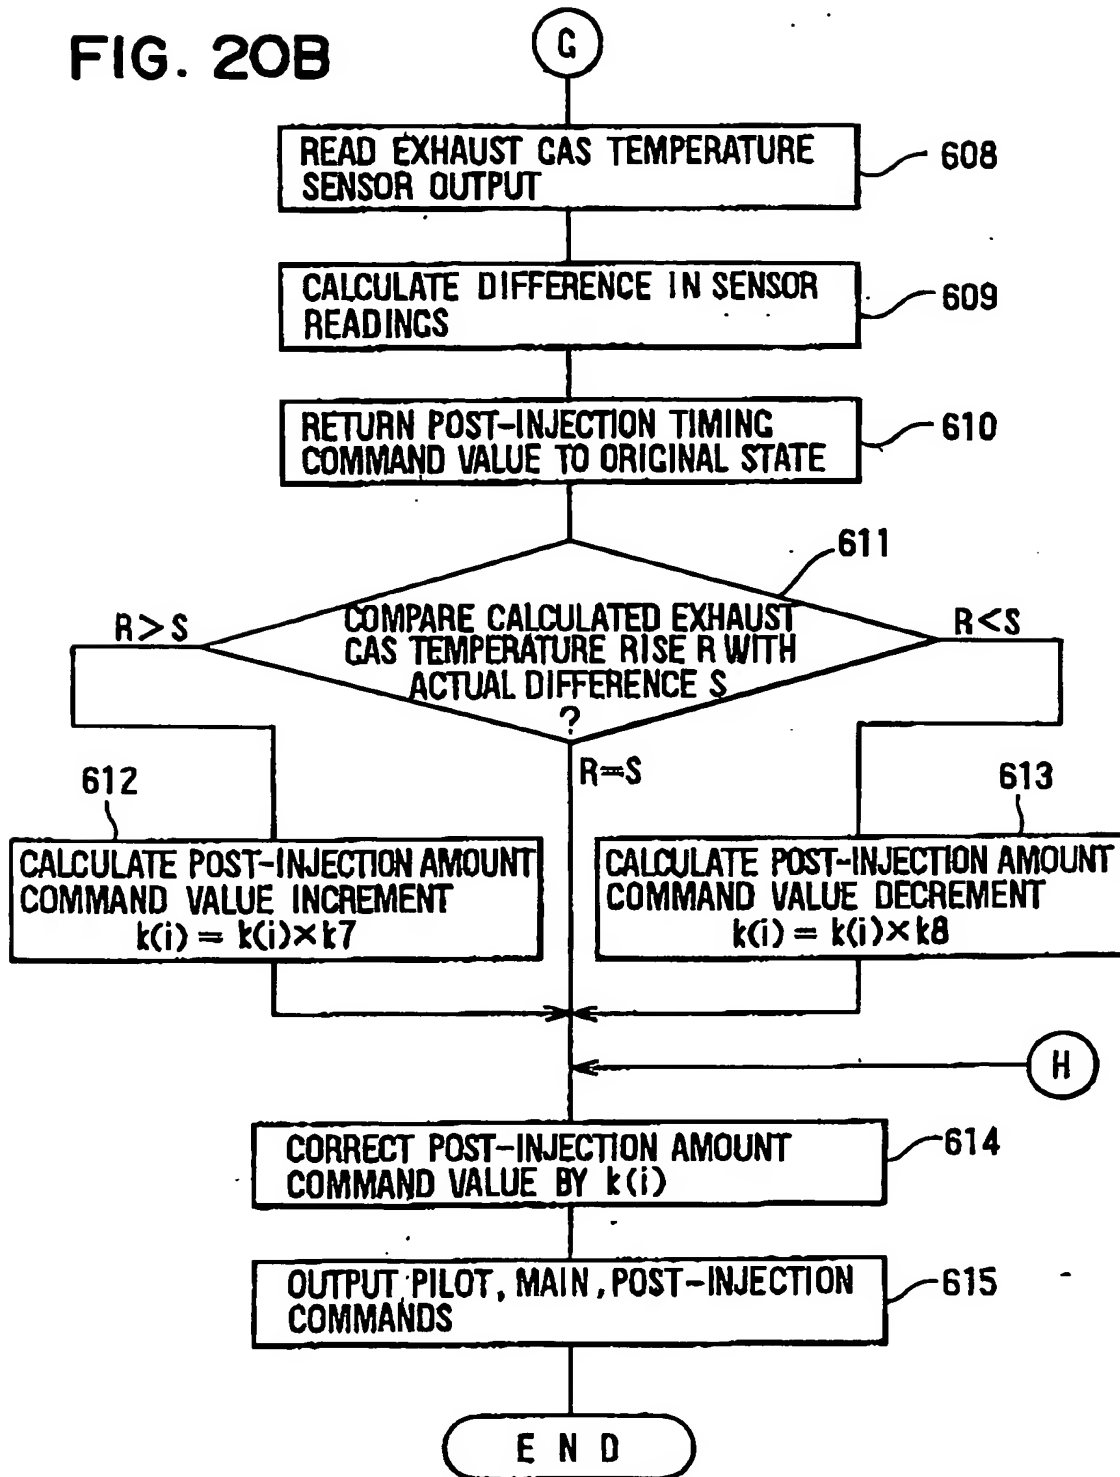 FIG. 20B
G
READ EXHAUST GAS TEMPERATURE
SENSOR OUTPUT
608
CALCULATE DIFFERENCE IN SENSOR
READINGS
609
RETURN POST-INJECTION TIMING
COMMAND VALUE TO ORIGINAL STATE
610
611
R>S
COMPARE CALCULATED EXHAUST
GAS TEMPERATURE RISE R WITH
ACTUAL DIFFERENCE S
?
R<S
R=S
612
CALCULATE POST-INJECTION AMOUNT
COMMAND VALUE INCREMENT
k(i) = k(i)×k7
613
CALCULATE POST-INJECTION AMOUNT
COMMAND VALUE DECREMENT
k(i) = k(i)×k8
H
CORRECT POST-INJECTION AMOUNT
COMMAND VALUE BY k(i)
614
OUTPUT PILOT, MAIN, POST-INJECTION
COMMANDS
615
END